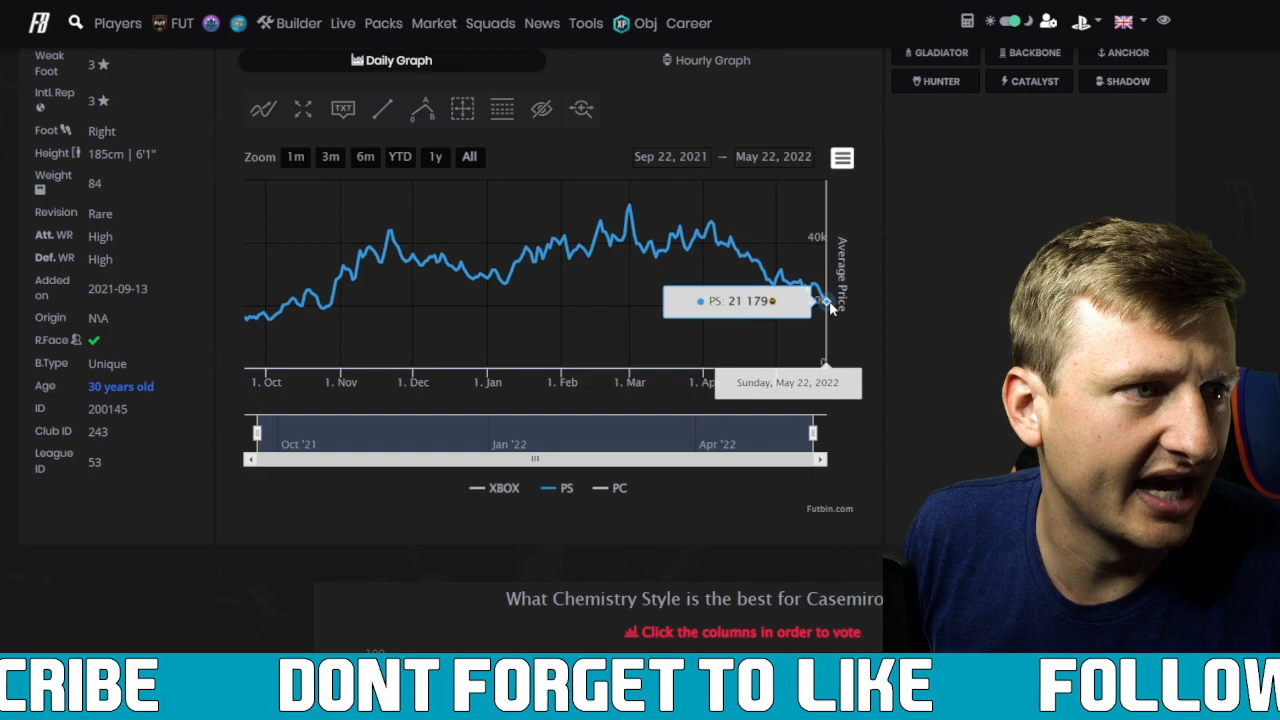 Players FUT Builder Live Packs Market Squads News Tools XP Obj Career
Weak Foot 3
Intl. Rep 3
Foot Right
Height 185cm | 6'1"
Weight 84
Revision Rare
Att. WR High
Def. WR High
Added on 2021-09-13
Origin N\A
R.Face
B.Type Unique
Age 30 years old
ID 200145
Club ID 243
League ID 53
Daily Graph Hourly Graph
TXT
Zoom 1m 3m 6m YTD 1y All
Sep 22, 2021 → May 22, 2022
40k
Average Price
PS: 21 179
0
1. Oct 1. Nov 1. Dec 1. Jan 1. Feb 1. Mar
Sunday, May 22, 2022
Oct '21 Jan '22 Apr '22
XBOX PS PC
Futbin.com
GLADIATOR BACKBONE ANCHOR
HUNTER CATALYST SHADOW
What Chemistry Style is the best for Casemiro
Click the columns in order to vote
CRIBE DONT FORGET TO LIKE FOLLOW